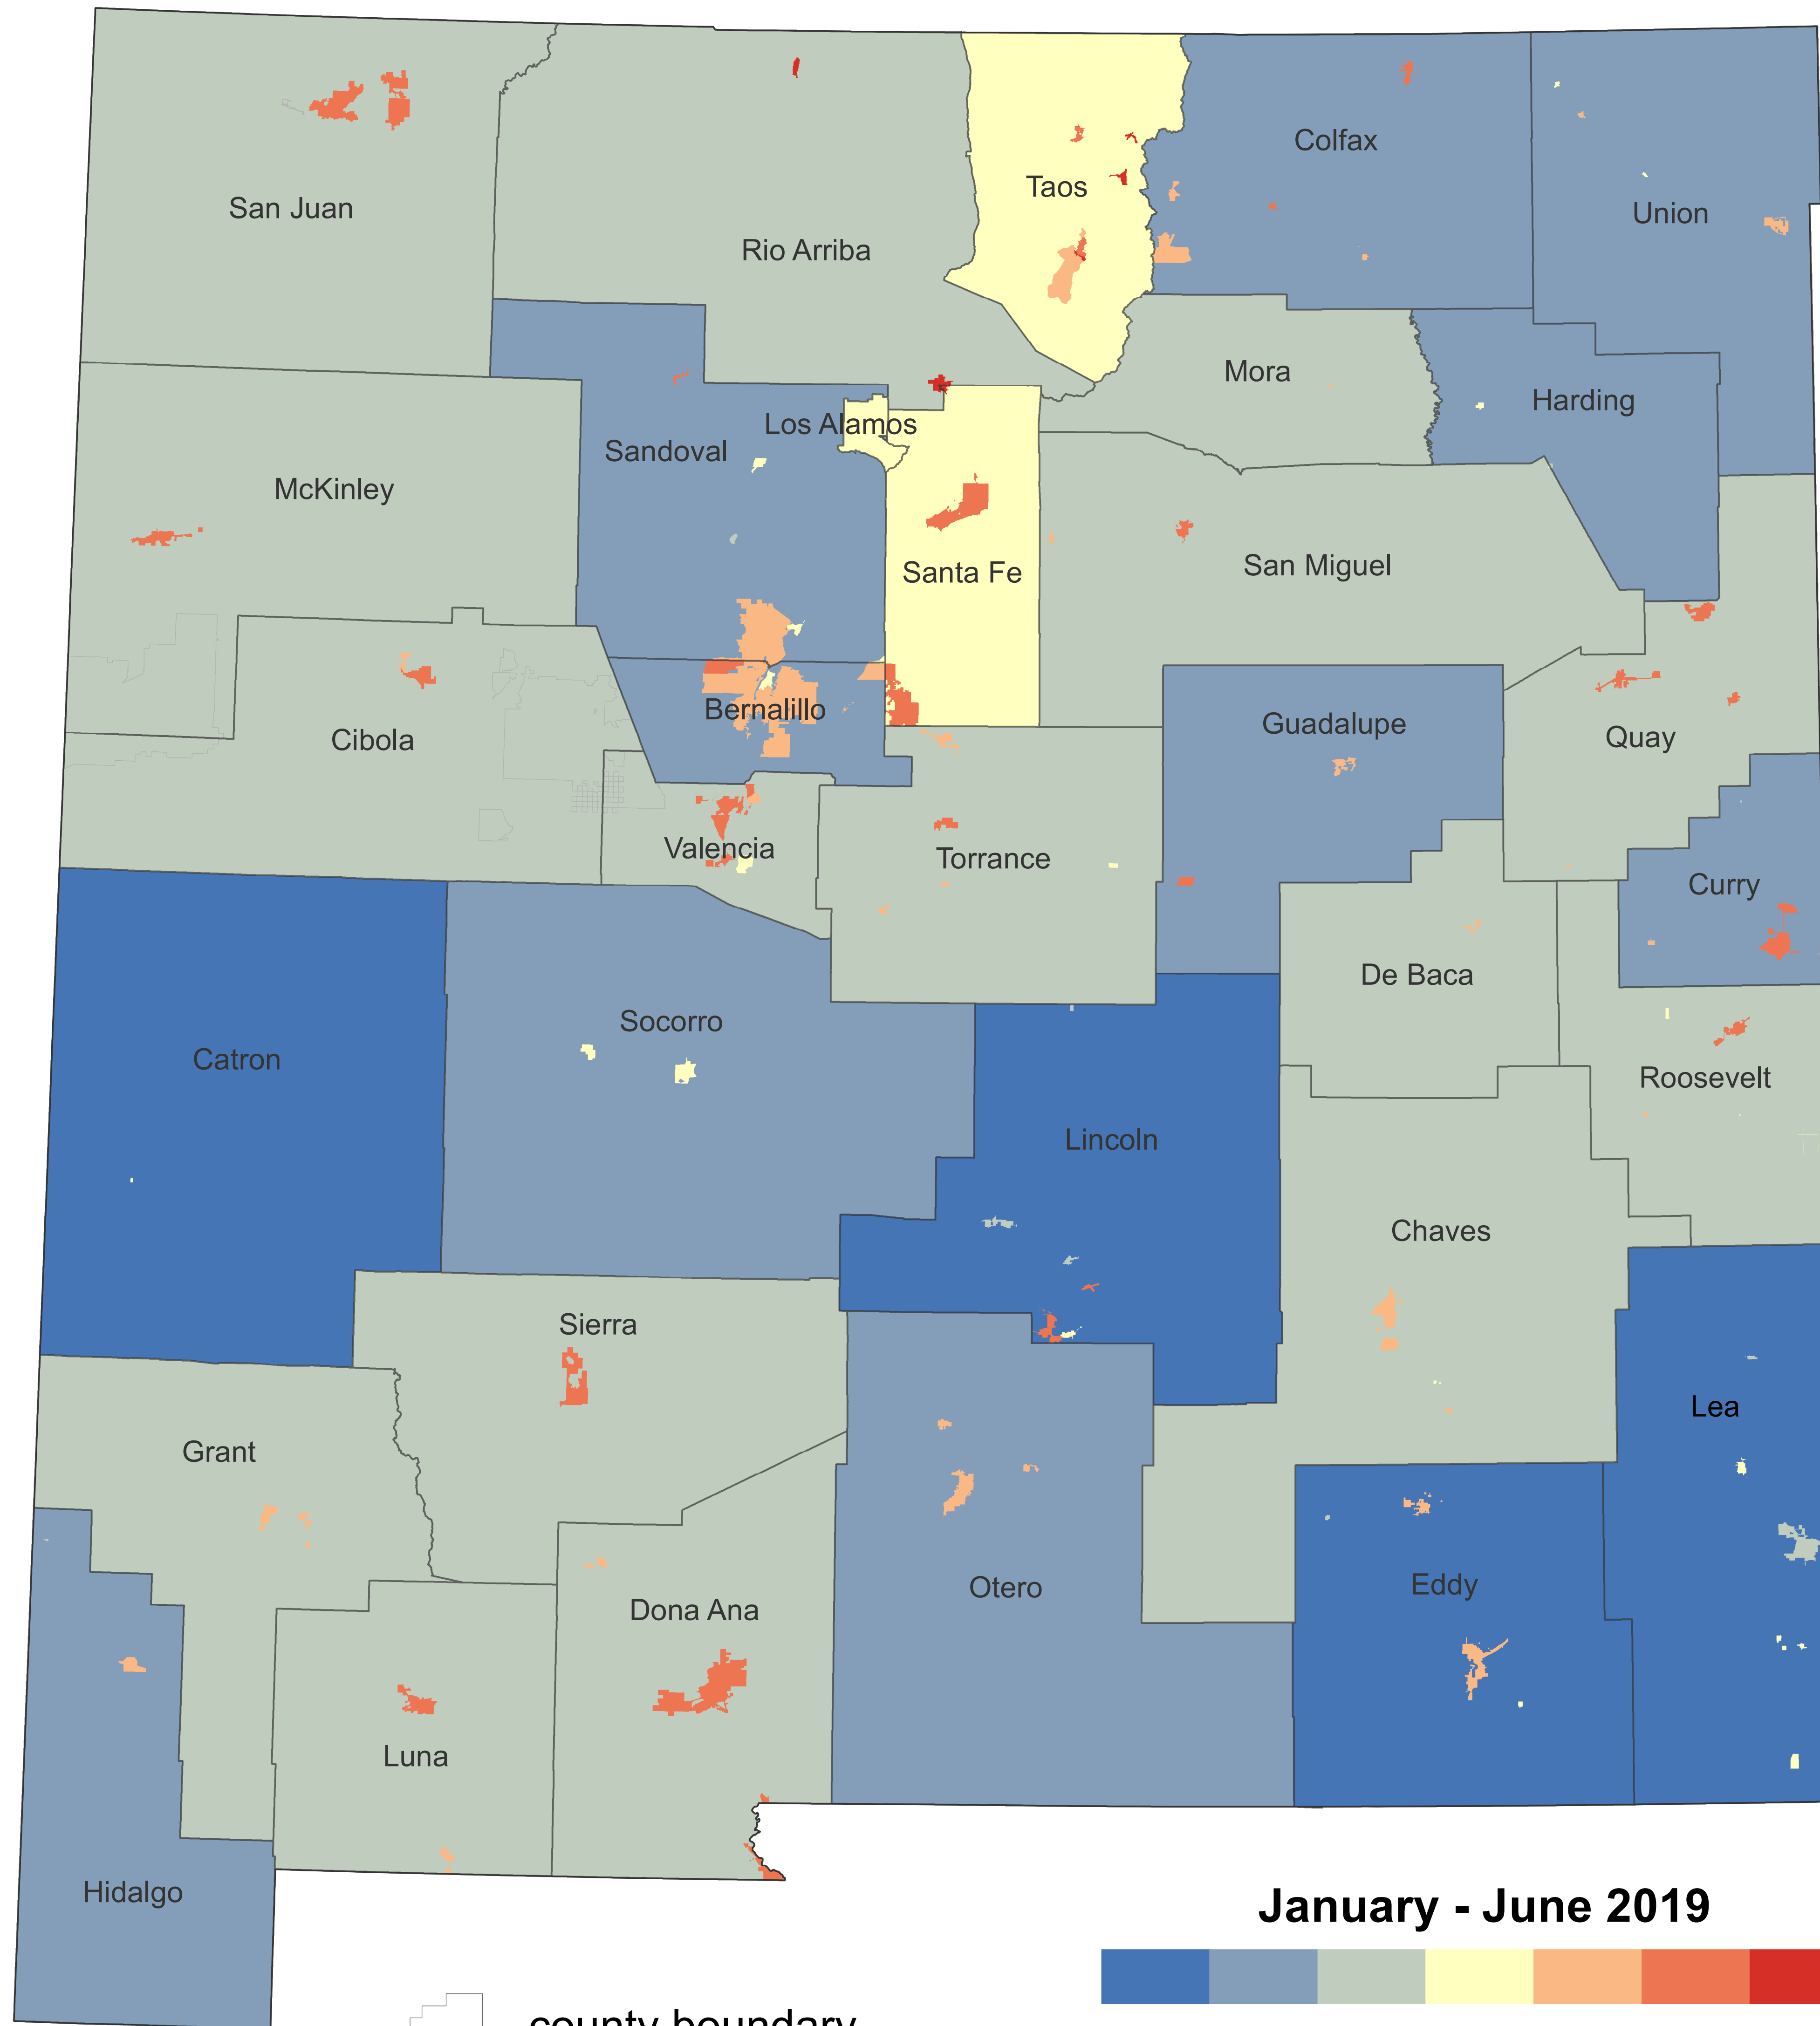 Colfax
Taos
San Juan
Union
Rio Arriba
Mora
Harding
Los Alamos
Sandoval
McKinley
San Miguel
Santa Fe
Bernalillo
Guadalupe
Cibola
Quay
Valencia
Torrance
Curry
De Baca
Socorro
Catron
Roosevelt
Lincoln
Chaves
Sierra
Lea
Grant
Eddy
Otero
Dona Ana
Luna
Hidalgo
January - June 2019
county boundary